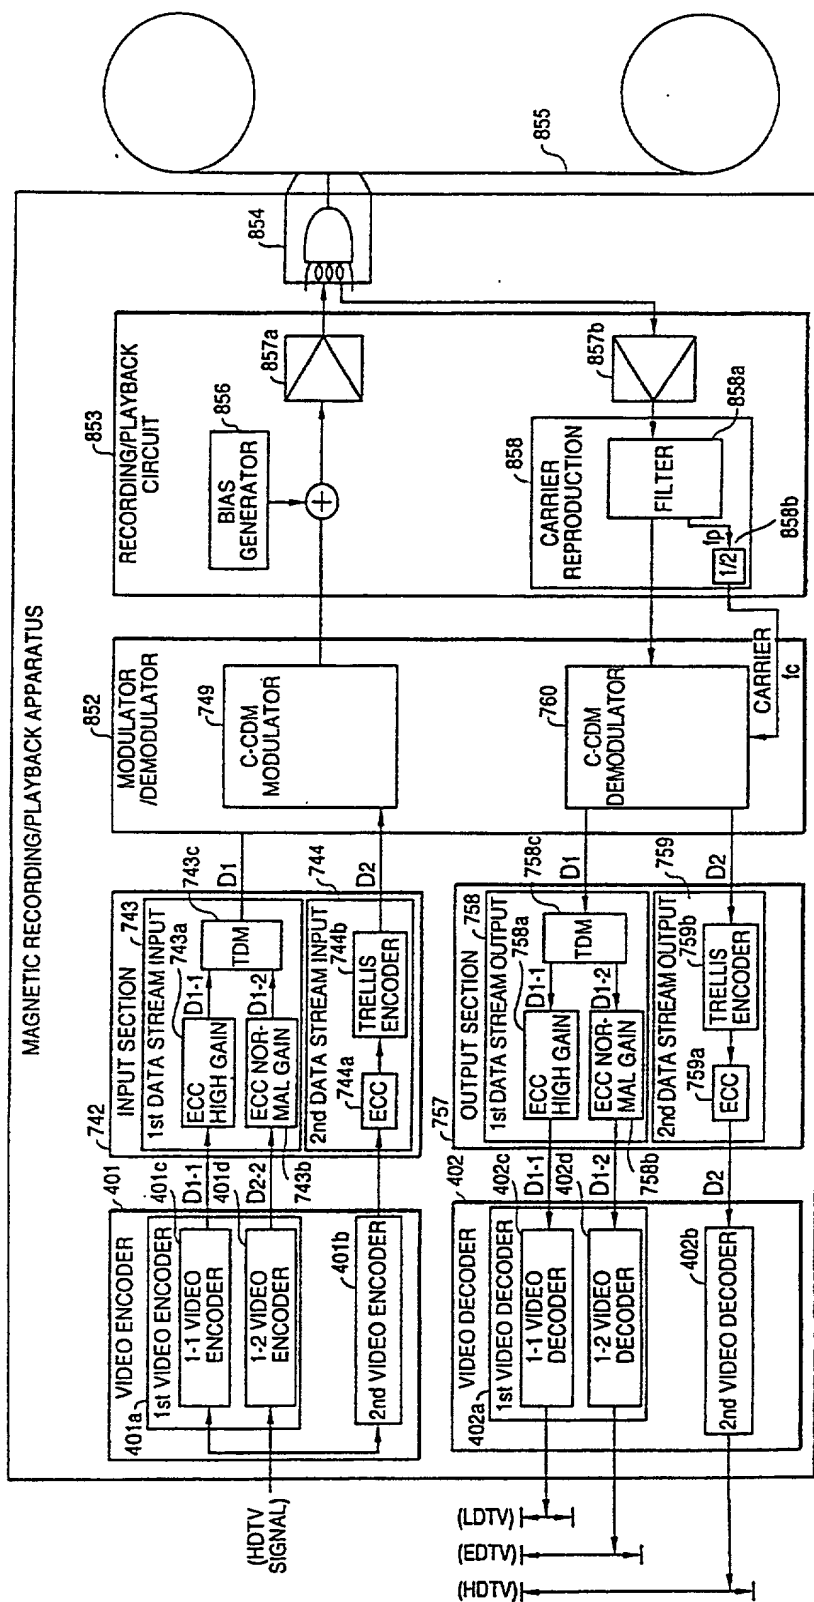 MAGNETIC RECORDING/PLAYBACK APPARATUS
VIDEO ENCODER
401
401a
1st VIDEO ENCODER
401c
1-1 VIDEO
ENCODER
401d
1-2 VIDEO
ENCODER
401b
2nd VIDEO ENCODER
(HDTV
SIGNAL)
D1-1
D2-2
742
INPUT SECTION
743
1st DATA STREAM INPUT
743a
ECC
HIGH GAIN
D1-1
743c
TDM
ECC NOR-
MAL GAIN
D1-2
743b
744
2nd DATA STREAM INPUT
744a
ECC
744b
TRELLIS
ENCODER
D1
D2
852
MODULATOR
/DEMODULATOR
749
C-CDM
MODULATOR
853
RECORDING/PLAYBACK
CIRCUIT
856
BIAS
GENERATOR
+
857a
854
855
VIDEO DECODER
402
402a
1st VIDEO DECODER
402c
1-1 VIDEO
DECODER
402d
1-2 VIDEO
DECODER
402b
2nd VIDEO DECODER
(LDTV)
(EDTV)
(HDTV)
D1-1
D1-2
D2
757
OUTPUT SECTION
758
1st DATA STREAM OUTPUT
758a
ECC
HIGH GAIN
D1-1
758c
TDM
ECC NOR-
MAL GAIN
D1-2
758b
759
2nd DATA STREAM OUTPUT
759a
ECC
759b
TRELLIS
ENCODER
D1
D2
760
C-CDM
DEMODULATOR
CARRIER
fc
858
CARRIER
REPRODUCTION
FILTER
858a
fp
1/2
858b
857b